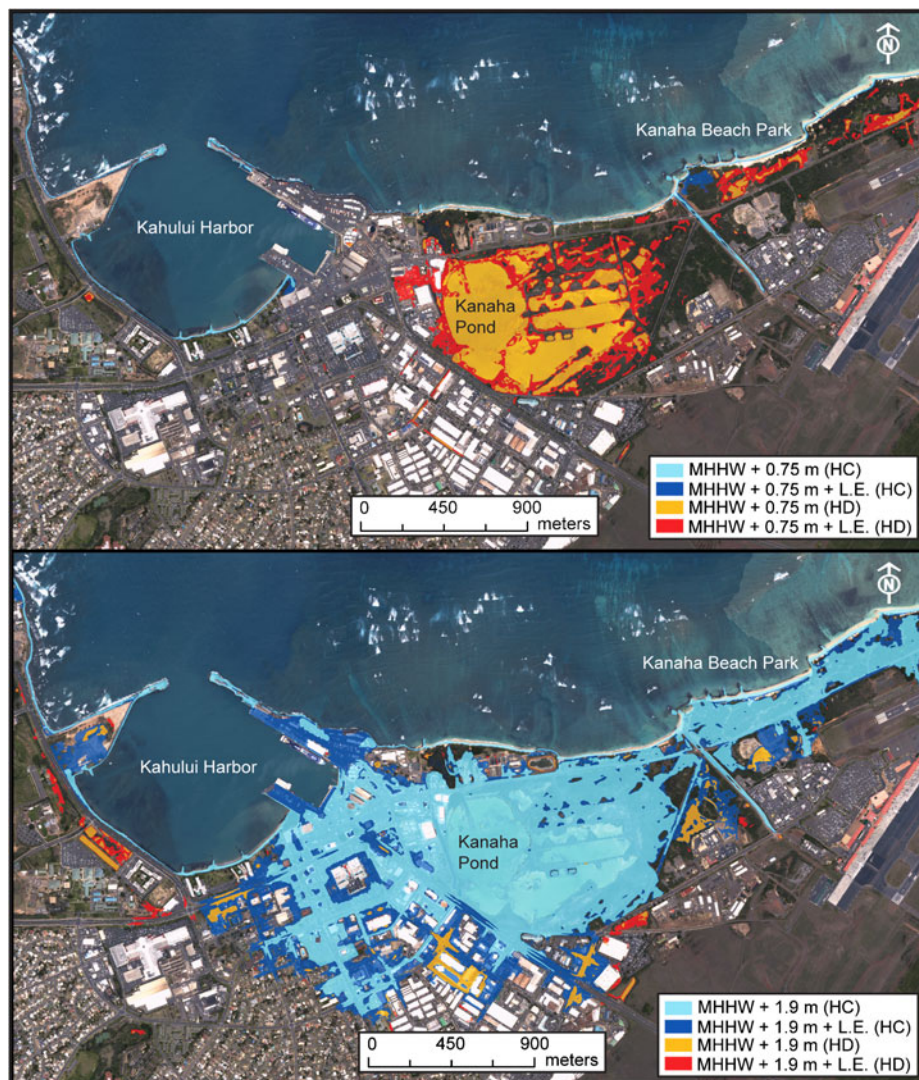 N
Kanaha Beach Park
Kahului Harbor
Kanaha
Pond
MHHW + 0.75 m (HC)
MHHW + 0.75 m + L.E. (HC)
MHHW + 0.75 m (HD)
MHHW + 0.75 m + L.E. (HD)
0 450 900
meters
N
Kanaha Beach Park
Kahului Harbor
Kanaha
Pond
MHHW + 1.9 m (HC)
MHHW + 1.9 m + L.E. (HC)
MHHW + 1.9 m (HD)
MHHW + 1.9 m + L.E. (HD)
0 450 900
meters